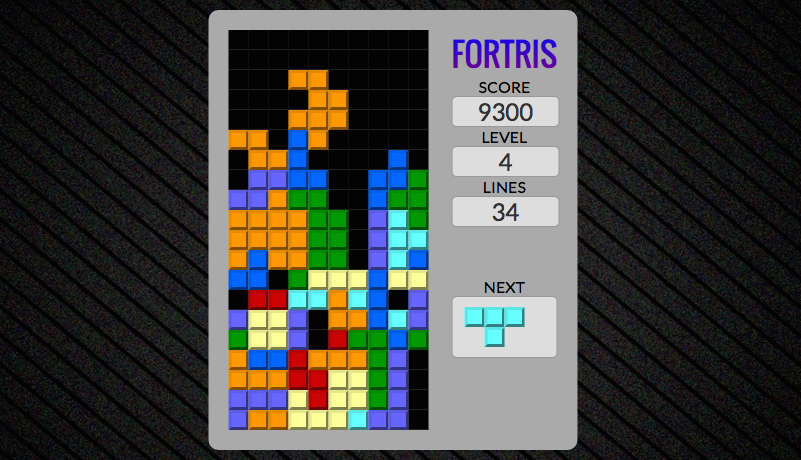 FORTRIS
SCORE
9300
LEVEL
4
LINES
34
NEXT